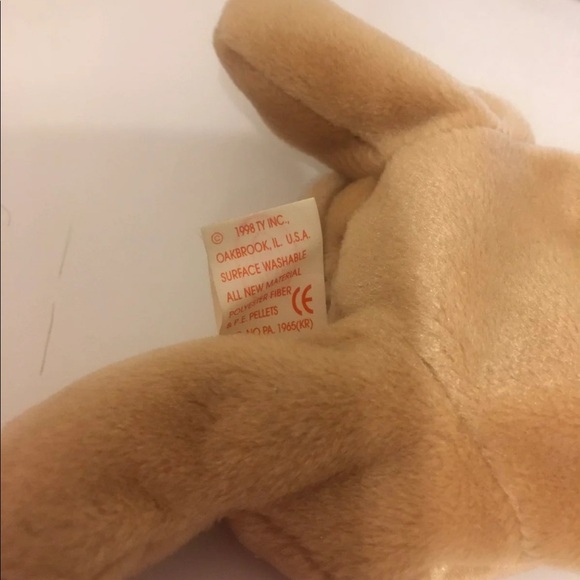 © 1998 TY INC.,
OAKBROOK, IL. U.S.A.
SURFACE WASHABLE
ALL NEW MATERIAL
POLYESTER FIBER
& P.E. PELLETS CE
NO PA. 1965(KR)